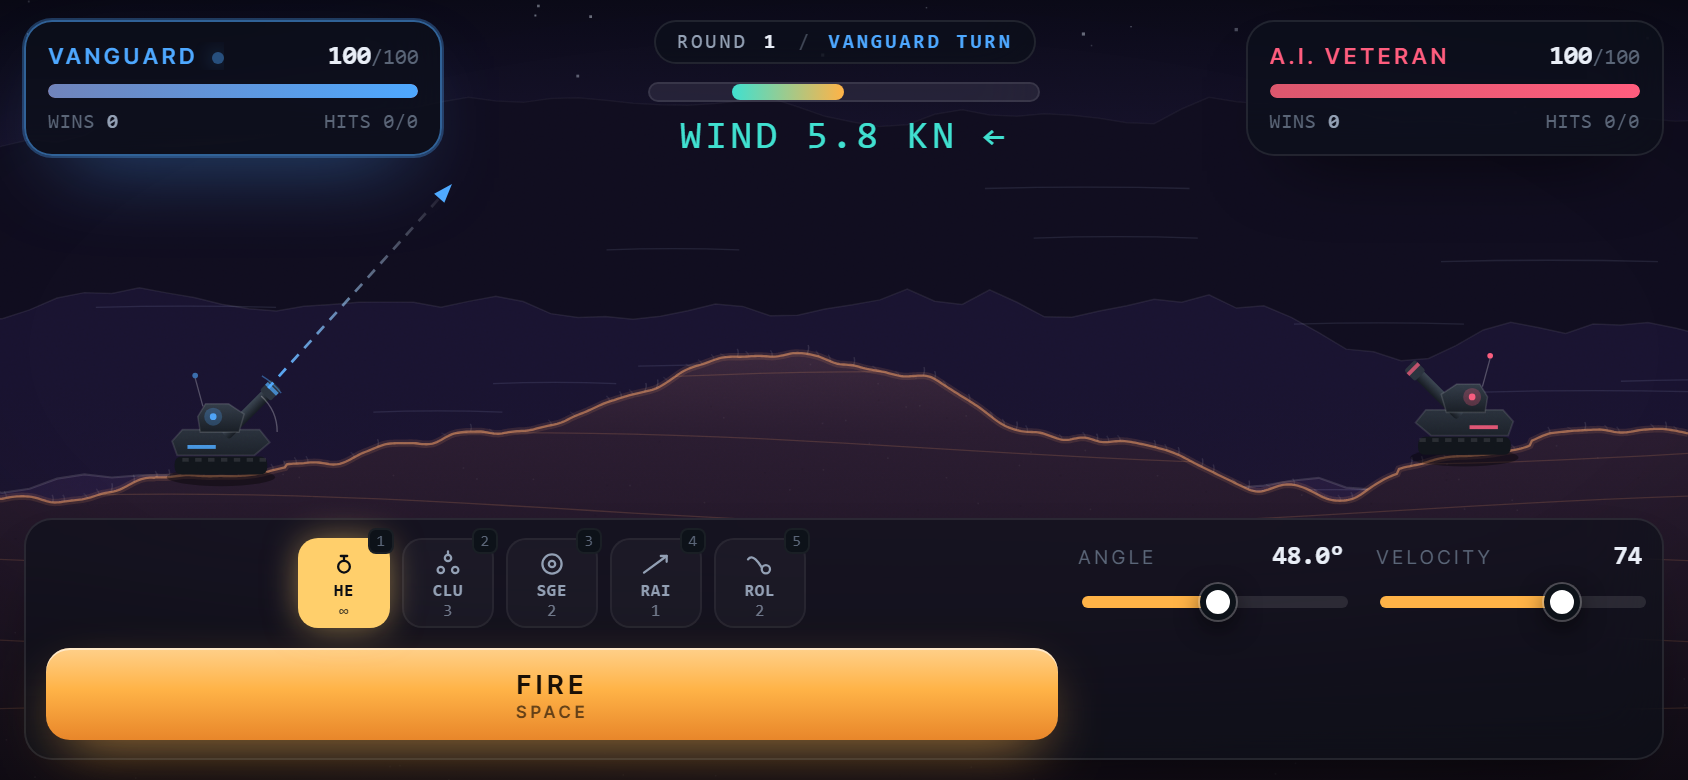 VANGUARD 100/100
WINS 0 HITS 0/0
ROUND 1 / VANGUARD TURN
WIND 5.8 KN ←
A.I. VETERAN 100/100
WINS 0 HITS 0/0
1 2 3 4 5
HE CLU SGE RAI ROL
∞ 3 2 1 2
ANGLE 48.0° VELOCITY 74
FIRE
SPACE